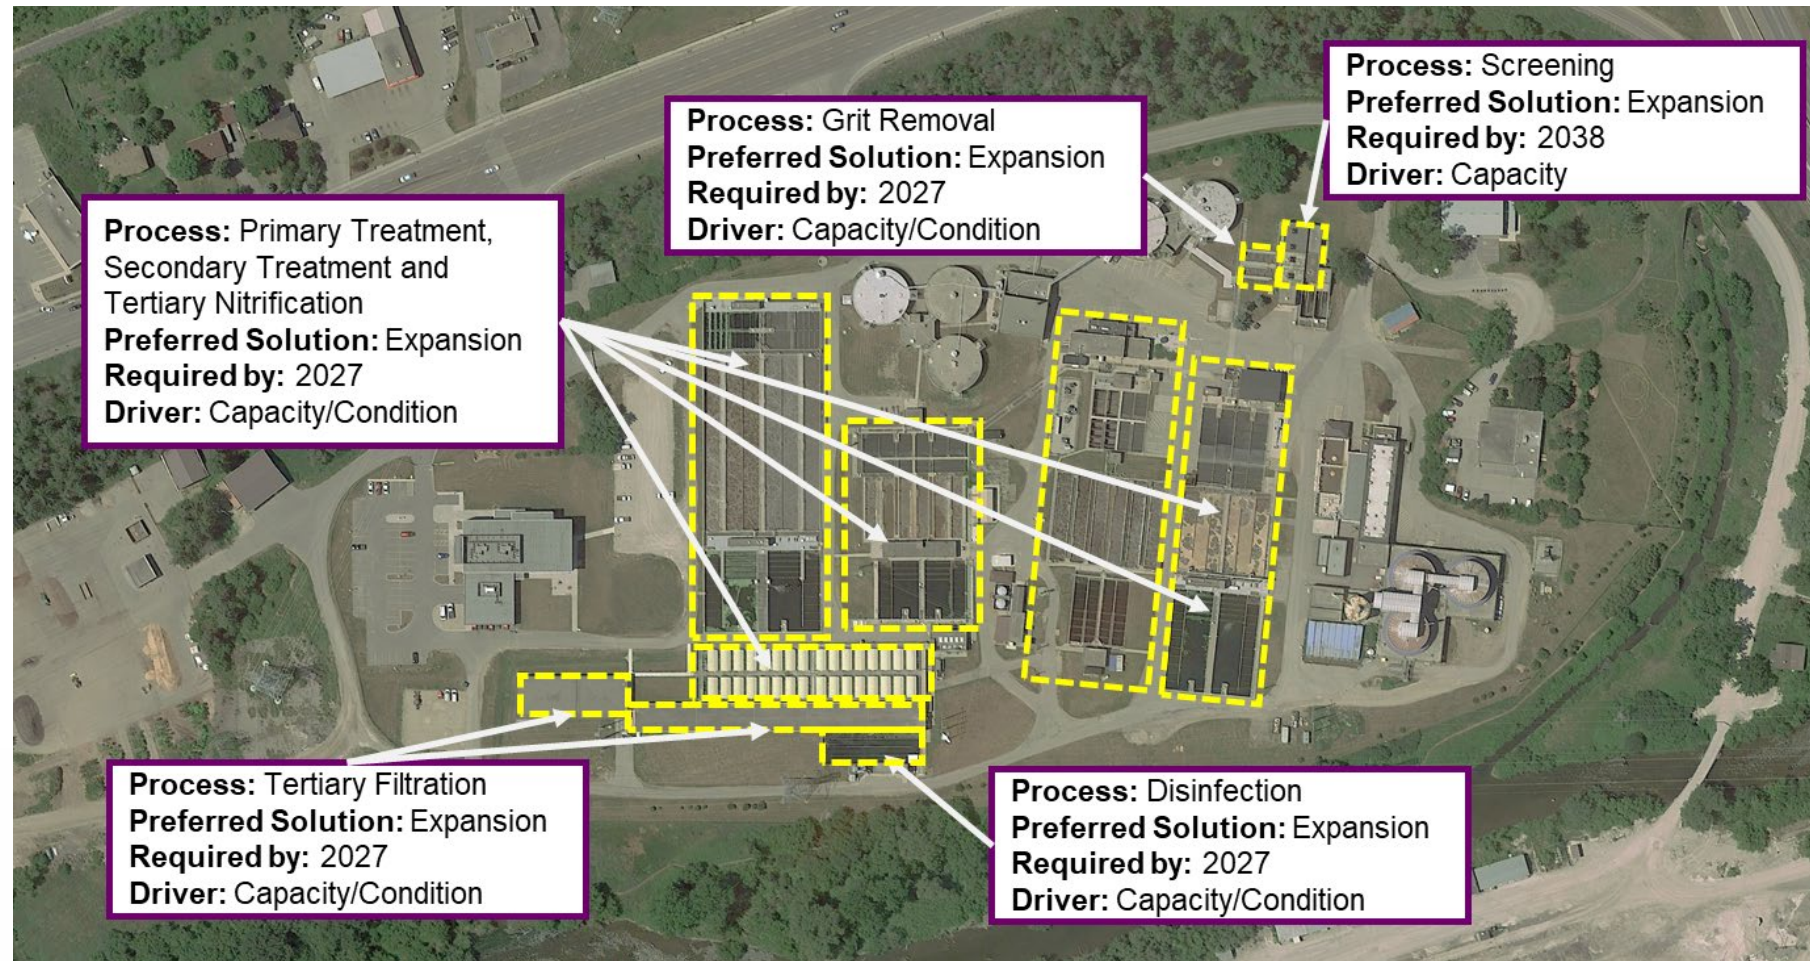 Process: Screening
Preferred Solution: Expansion
Required by: 2038
Driver: Capacity
Process: Grit Removal
Preferred Solution: Expansion
Required by: 2027
Driver: Capacity/Condition
Process: Primary Treatment,
Secondary Treatment and
Tertiary Nitrification
Preferred Solution: Expansion
Required by: 2027
Driver: Capacity/Condition
Process: Tertiary Filtration
Preferred Solution: Expansion
Required by: 2027
Driver: Capacity/Condition
Process: Disinfection
Preferred Solution: Expansion
Required by: 2027
Driver: Capacity/Condition